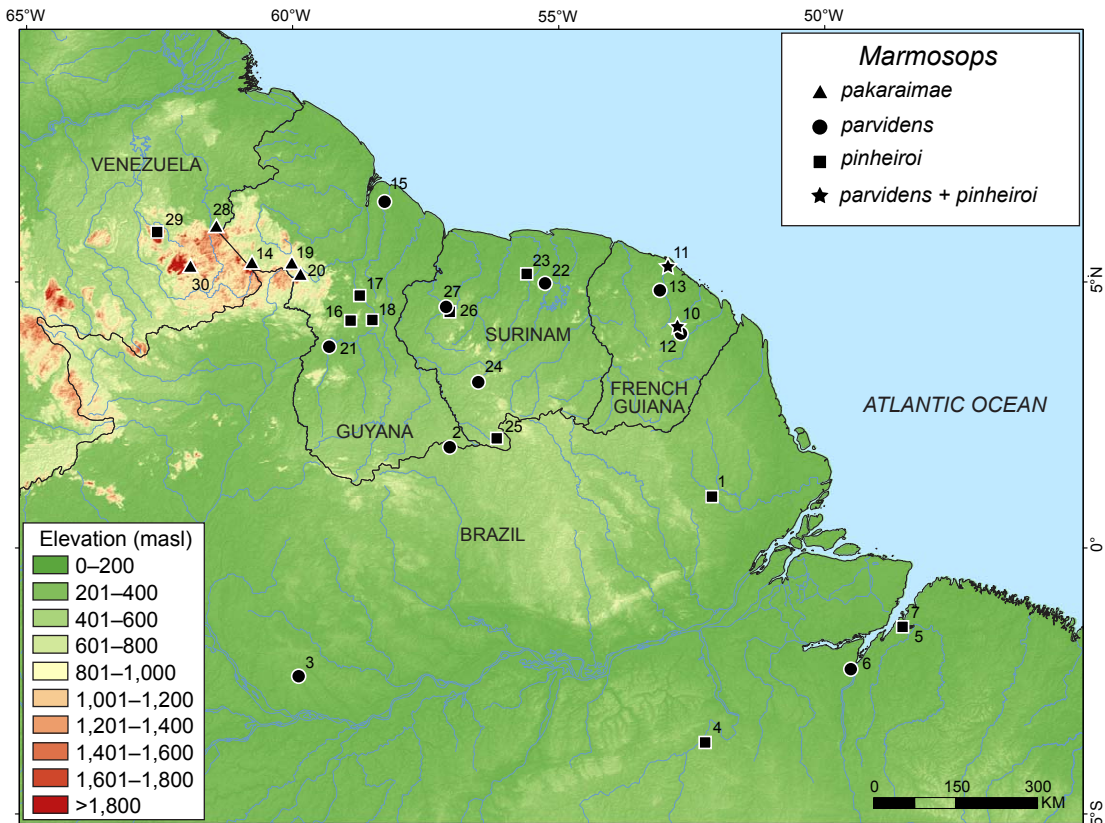 65°W 60°W 55°W 50°W
Marmosops
pakaraimae
parvidens
pinheiroi
parvidens + pinheiroi
VENEZUELA
15
28
29
14
19
20
30
11
23
22
13
17
27
26
16
18
10
SURINAM
12
21
24
FRENCH
GUIANA
ATLANTIC OCEAN
GUYANA
2
25
1
BRAZIL
5°N
0°
7
5
3
6
4
Elevation (masl)
0–200
201–400
401–600
601–800
801–1,000
1,001–1,200
1,201–1,400
1,401–1,600
1,601–1,800
>1,800
0 150 300
KM